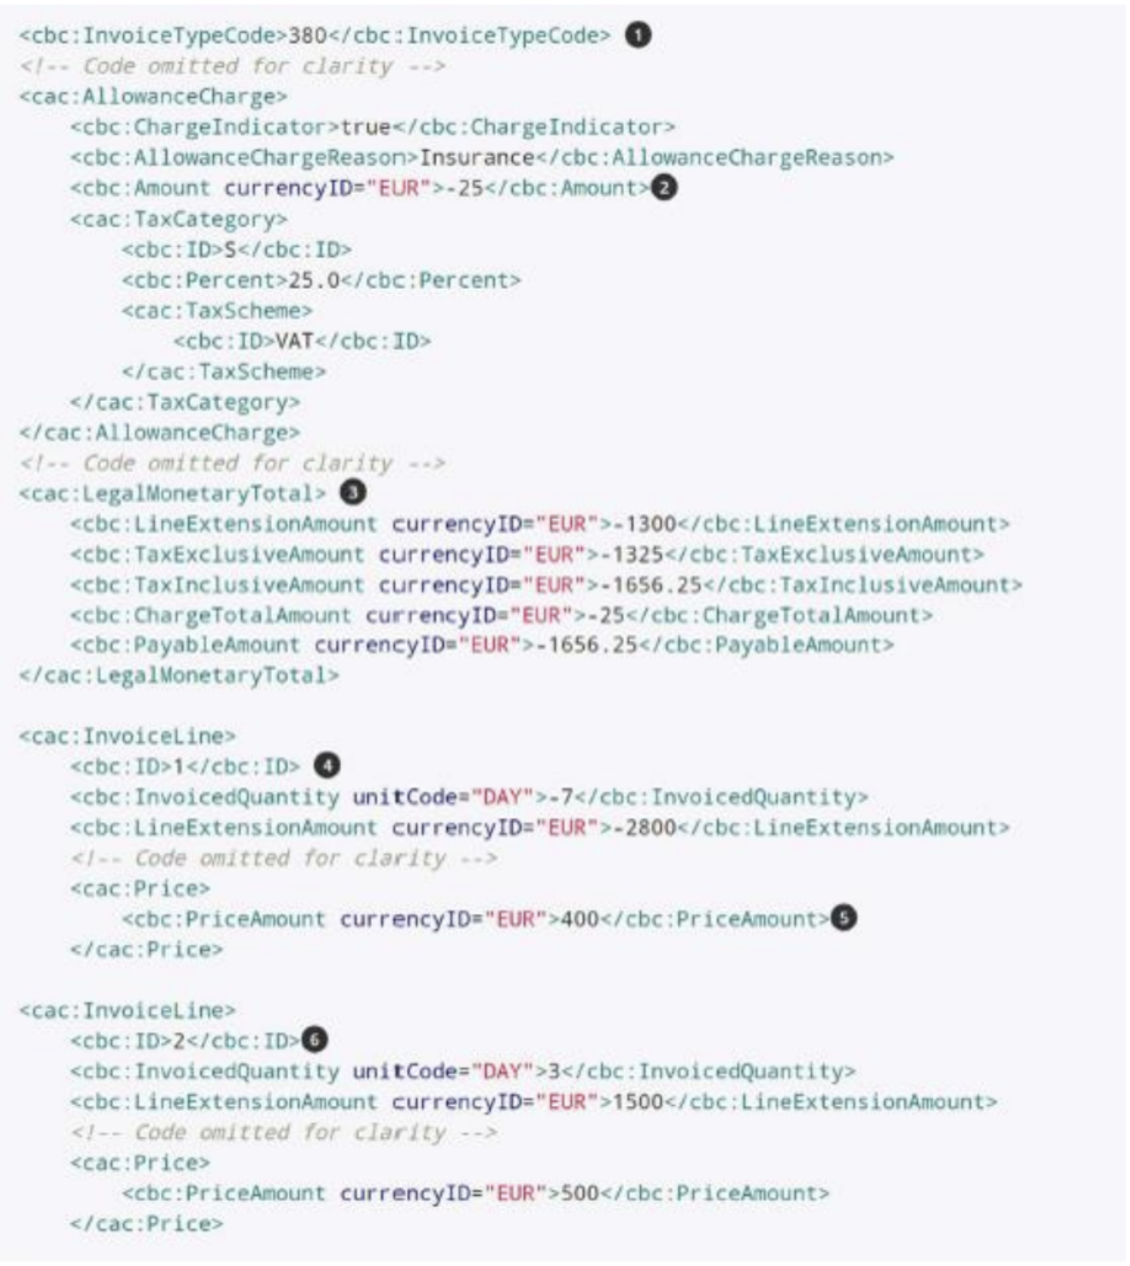 <cbc:InvoiceTypeCode>380</cbc:InvoiceTypeCode> 1
<!-- Code omitted for clarity -->
<cac:AllowanceCharge>
    <cbc:ChargeIndicator>true</cbc:ChargeIndicator>
    <cbc:AllowanceChargeReason>Insurance</cbc:AllowanceChargeReason>
    <cbc:Amount currencyID="EUR">-25</cbc:Amount>2
    <cac:TaxCategory>
        <cbc:ID>S</cbc:ID>
        <cbc:Percent>25.0</cbc:Percent>
        <cac:TaxScheme>
            <cbc:ID>VAT</cbc:ID>
        </cac:TaxScheme>
    </cac:TaxCategory>
</cac:AllowanceCharge>
<!-- Code omitted for clarity -->
<cac:LegalMonetaryTotal> 3
    <cbc:LineExtensionAmount currencyID="EUR">-1300</cbc:LineExtensionAmount>
    <cbc:TaxExclusiveAmount currencyID="EUR">-1325</cbc:TaxExclusiveAmount>
    <cbc:TaxInclusiveAmount currencyID="EUR">-1656.25</cbc:TaxInclusiveAmount>
    <cbc:ChargeTotalAmount currencyID="EUR">-25</cbc:ChargeTotalAmount>
    <cbc:PayableAmount currencyID="EUR">-1656.25</cbc:PayableAmount>
</cac:LegalMonetaryTotal>
<cac:InvoiceLine>
    <cbc:ID>1</cbc:ID> 4
    <cbc:InvoicedQuantity unitCode="DAY">-7</cbc:InvoicedQuantity>
    <cbc:LineExtensionAmount currencyID="EUR">-2800</cbc:LineExtensionAmount>
    <!-- Code omitted for clarity -->
    <cac:Price>
        <cbc:PriceAmount currencyID="EUR">400</cbc:PriceAmount>5
    </cac:Price>
<cac:InvoiceLine>
    <cbc:ID>2</cbc:ID>6
    <cbc:InvoicedQuantity unitCode="DAY">3</cbc:InvoicedQuantity>
    <cbc:LineExtensionAmount currencyID="EUR">1500</cbc:LineExtensionAmount>
    <!-- Code omitted for clarity -->
    <cac:Price>
        <cbc:PriceAmount currencyID="EUR">500</cbc:PriceAmount>
    </cac:Price>